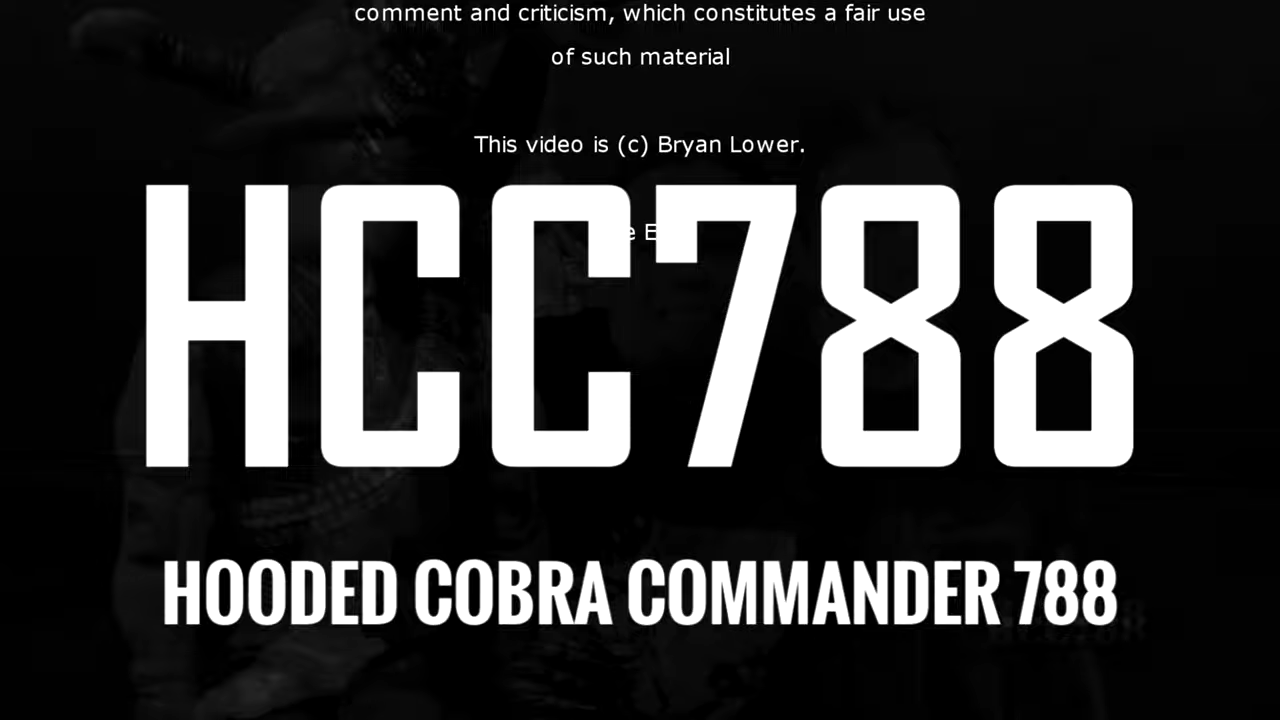 comment and criticism, which constitutes a fair use
of such material
This video is (c) Bryan Lower.
e E
HCC788
HOODED COBRA COMMANDER 788